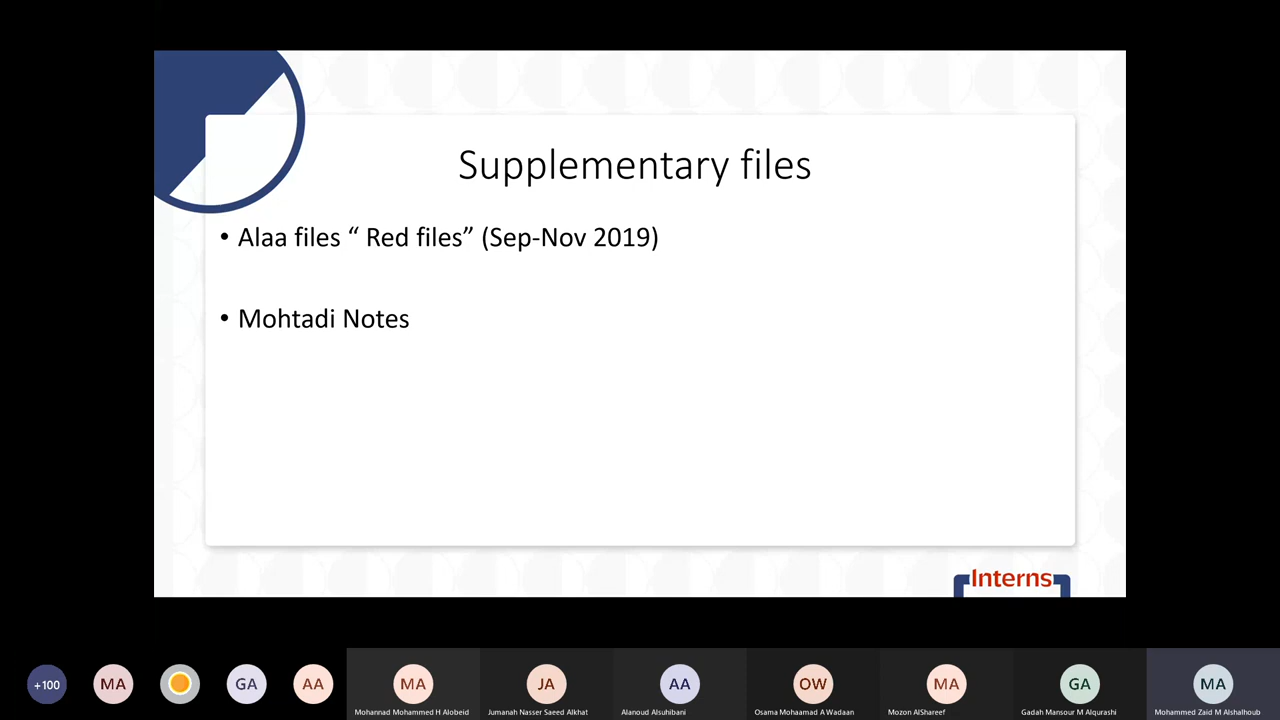 Supplementary files
• Alaa files “ Red files” (Sep-Nov 2019)
• Mohtadi Notes
Interns
+100
MA
GA
AA
MA
JA
AA
OW
MA
GA
MA
Mohannad Mohammed H Alobeid
Jumanah Nasser Saeed Alkhat
Alanoud Alsuhibani
Osama Mohaamad A Wadaan
Mozon AlShareef
Gadah Mansour M Alqurashi
Mohammed Zaid M Alshalhoub